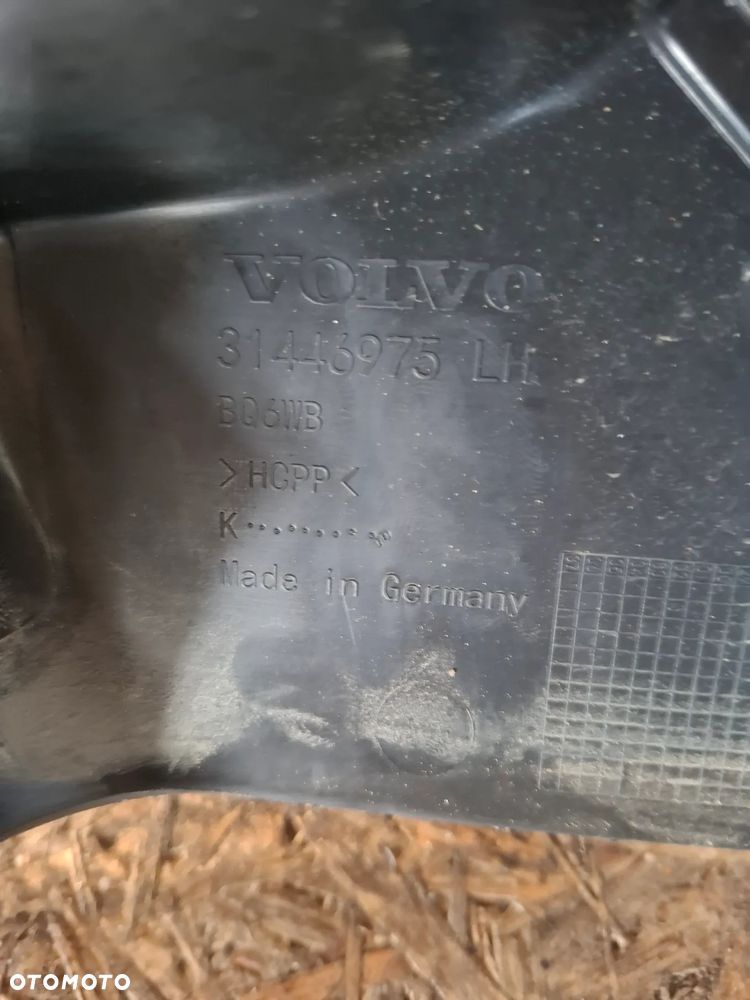 VOLVO
31446975 LH
BQ6WB
>HCPP<
K
Made in Germany
OTOMOTO